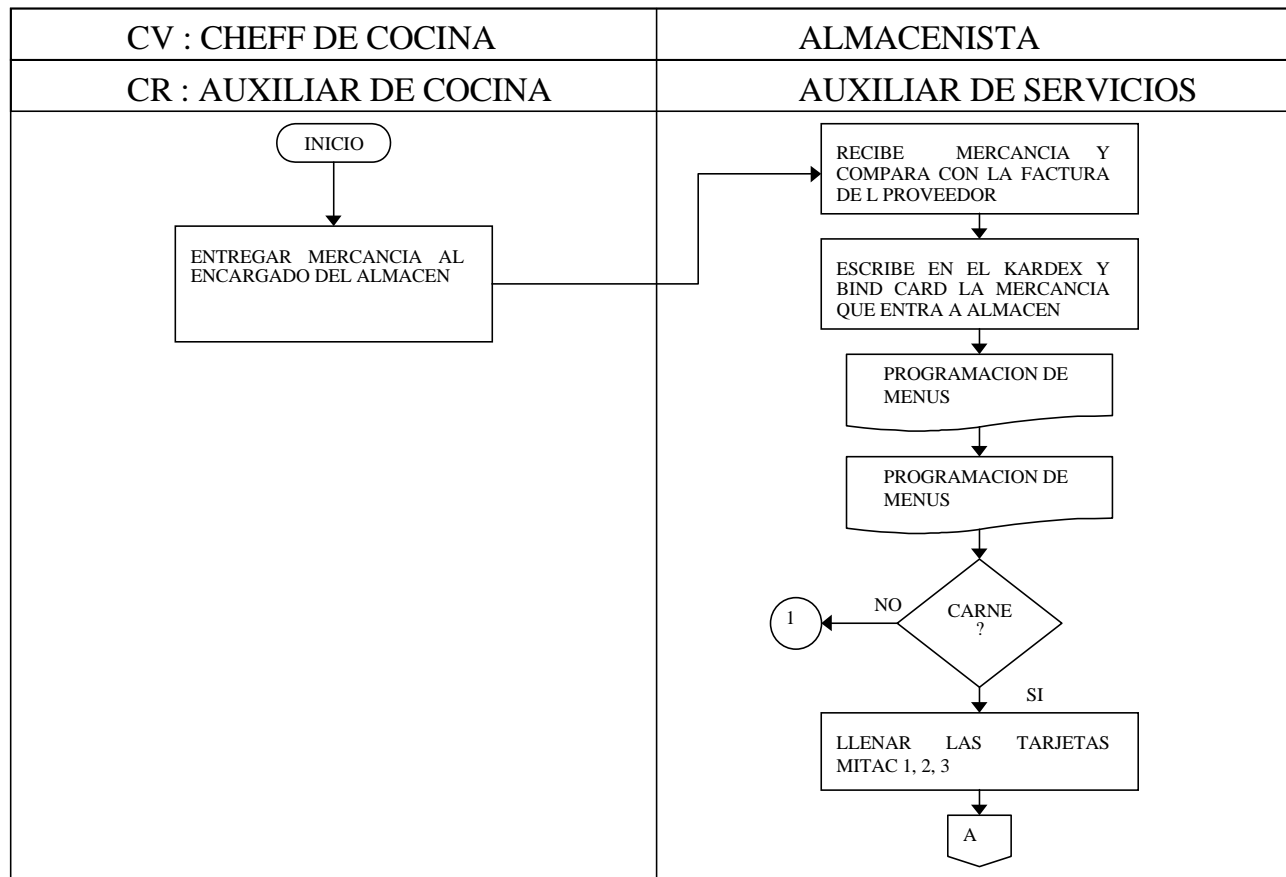 CV : CHEFF DE COCINA
ALMACENISTA
CR : AUXILIAR DE COCINA
AUXILIAR DE SERVICIOS
INICIO
ENTREGAR MERCANCIA AL
ENCARGADO DEL ALMACEN
RECIBE MERCANCIA Y
COMPARA CON LA FACTURA
DE L PROVEEDOR
ESCRIBE EN EL KARDEX Y
BIND CARD LA MERCANCIA
QUE ENTRA A ALMACEN
PROGRAMACION DE
MENUS
PROGRAMACION DE
MENUS
CARNE
?
NO
1
SI
LLENAR LAS TARJETAS
MITAC 1, 2, 3
A